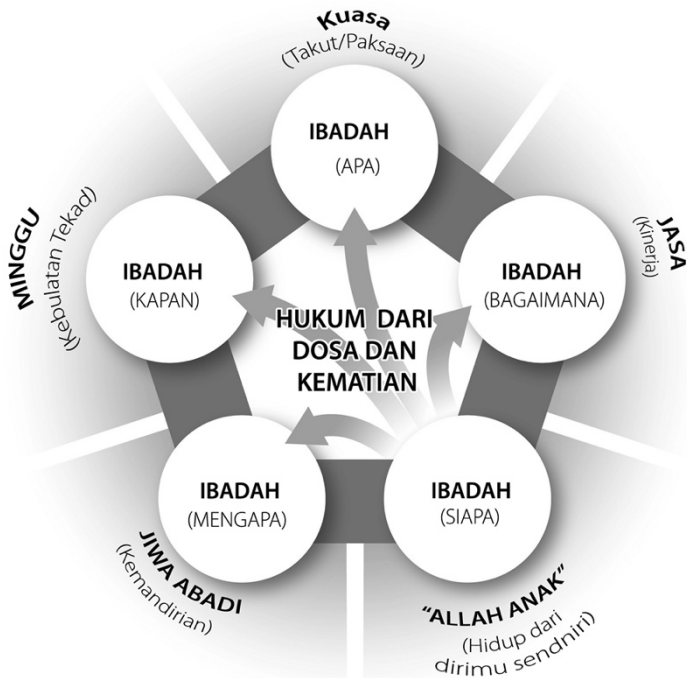 Kuasa
(Takut/Paksaan)
IBADAH
(APA)
MINGGU
(Kebulatan Tekad)
IBADAH
(KAPAN)
IBADAH
(BAGAIMANA)
JASA
(Kinerja)
HUKUM DARI
DOSA DAN
KEMATIAN
IBADAH
(MENGAPA)
IBADAH
(SIAPA)
JIWA ABADI
(Kemandirian)
“ALLAH ANAK”
(Hidup dari
dirimu sendniri)